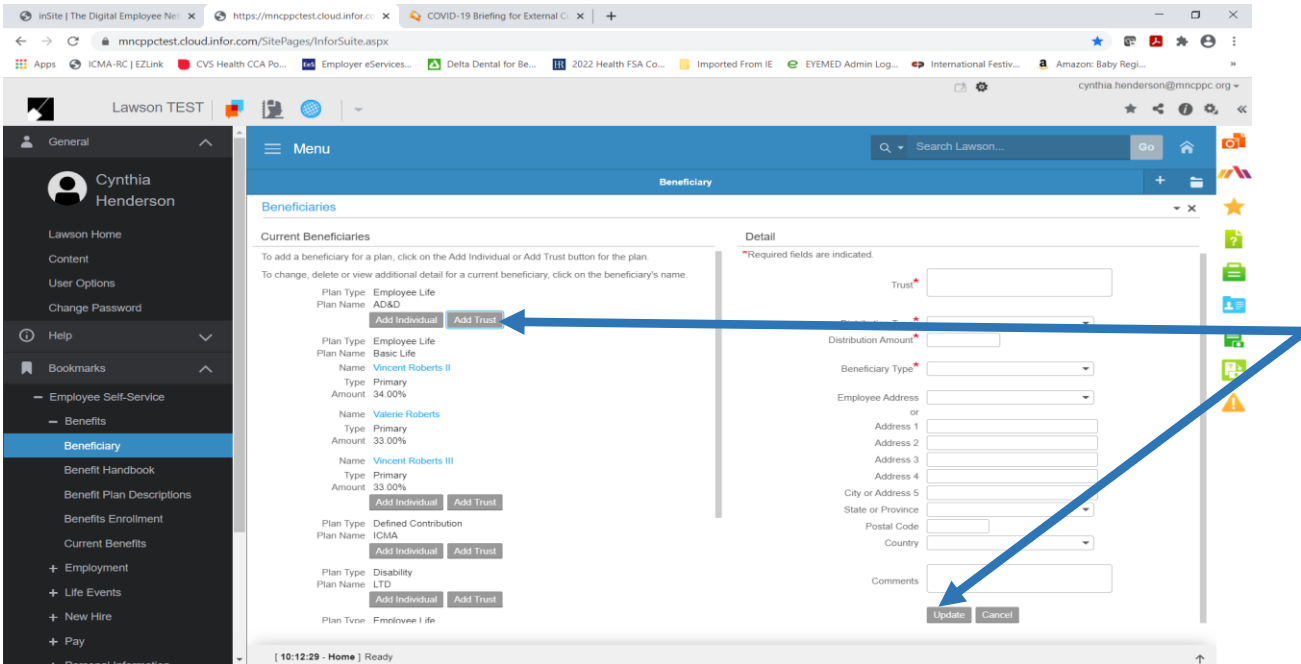 inSite | The Digital Employee Net
https://mncppctest.cloud.infor.co
COVID-19 Briefing for External C
mncppctest.cloud.infor.com/SitePages/InforSuite.aspx
Apps ICMA-RC | EZLink CVS Health CCA Po... Employer eServices... Delta Dental for Be... 2022 Health FSA Co... Imported From IE EYEMED Admin Log... International Festiv... Amazon: Baby Regi...
cynthia.henderson@mncppc.org
Lawson TEST
General
Cynthia
Henderson
Lawson Home
Content
User Options
Change Password
Help
Bookmarks
Employee Self-Service
Benefits
Beneficiary
Benefit Handbook
Benefit Plan Descriptions
Benefits Enrollment
Current Benefits
Employment
Life Events
New Hire
Pay
Personal Information
Menu
Search Lawson...
Go
Beneficiary
Beneficiaries
Current Beneficiaries
To add a beneficiary for a plan, click on the Add Individual or Add Trust button for the plan.
To change, delete or view additional detail for a current beneficiary, click on the beneficiary's name.
Plan Type Employee Life
Plan Name AD&D
Add Individual Add Trust
Plan Type Employee Life
Plan Name Basic Life
Name Vincent Roberts II
Type Primary
Amount 34.00%
Name Valerie Roberts
Type Primary
Amount 33.00%
Name Vincent Roberts III
Type Primary
Amount 33.00%
Add Individual Add Trust
Plan Type Defined Contribution
Plan Name ICMA
Add Individual Add Trust
Plan Type Disability
Plan Name LTD
Add Individual Add Trust
Plan Type Employee Life
Detail
*Required fields are indicated.
Trust*
Distribution Type*
Distribution Amount*
Beneficiary Type*
Employee Address
or
Address 1
Address 2
Address 3
Address 4
City or Address 5
State or Province
Postal Code
Country
Comments
Update Cancel
[ 10:12:29 - Home ] Ready